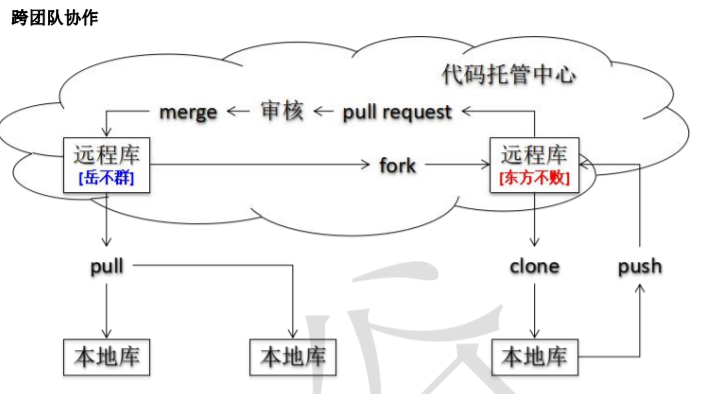 跨团队协作
代码托管中心
merge
审核
pull request
远程库
[岳不群]
fork
远程库
[东方不败]
pull
clone
push
本地库
本地库
本地库